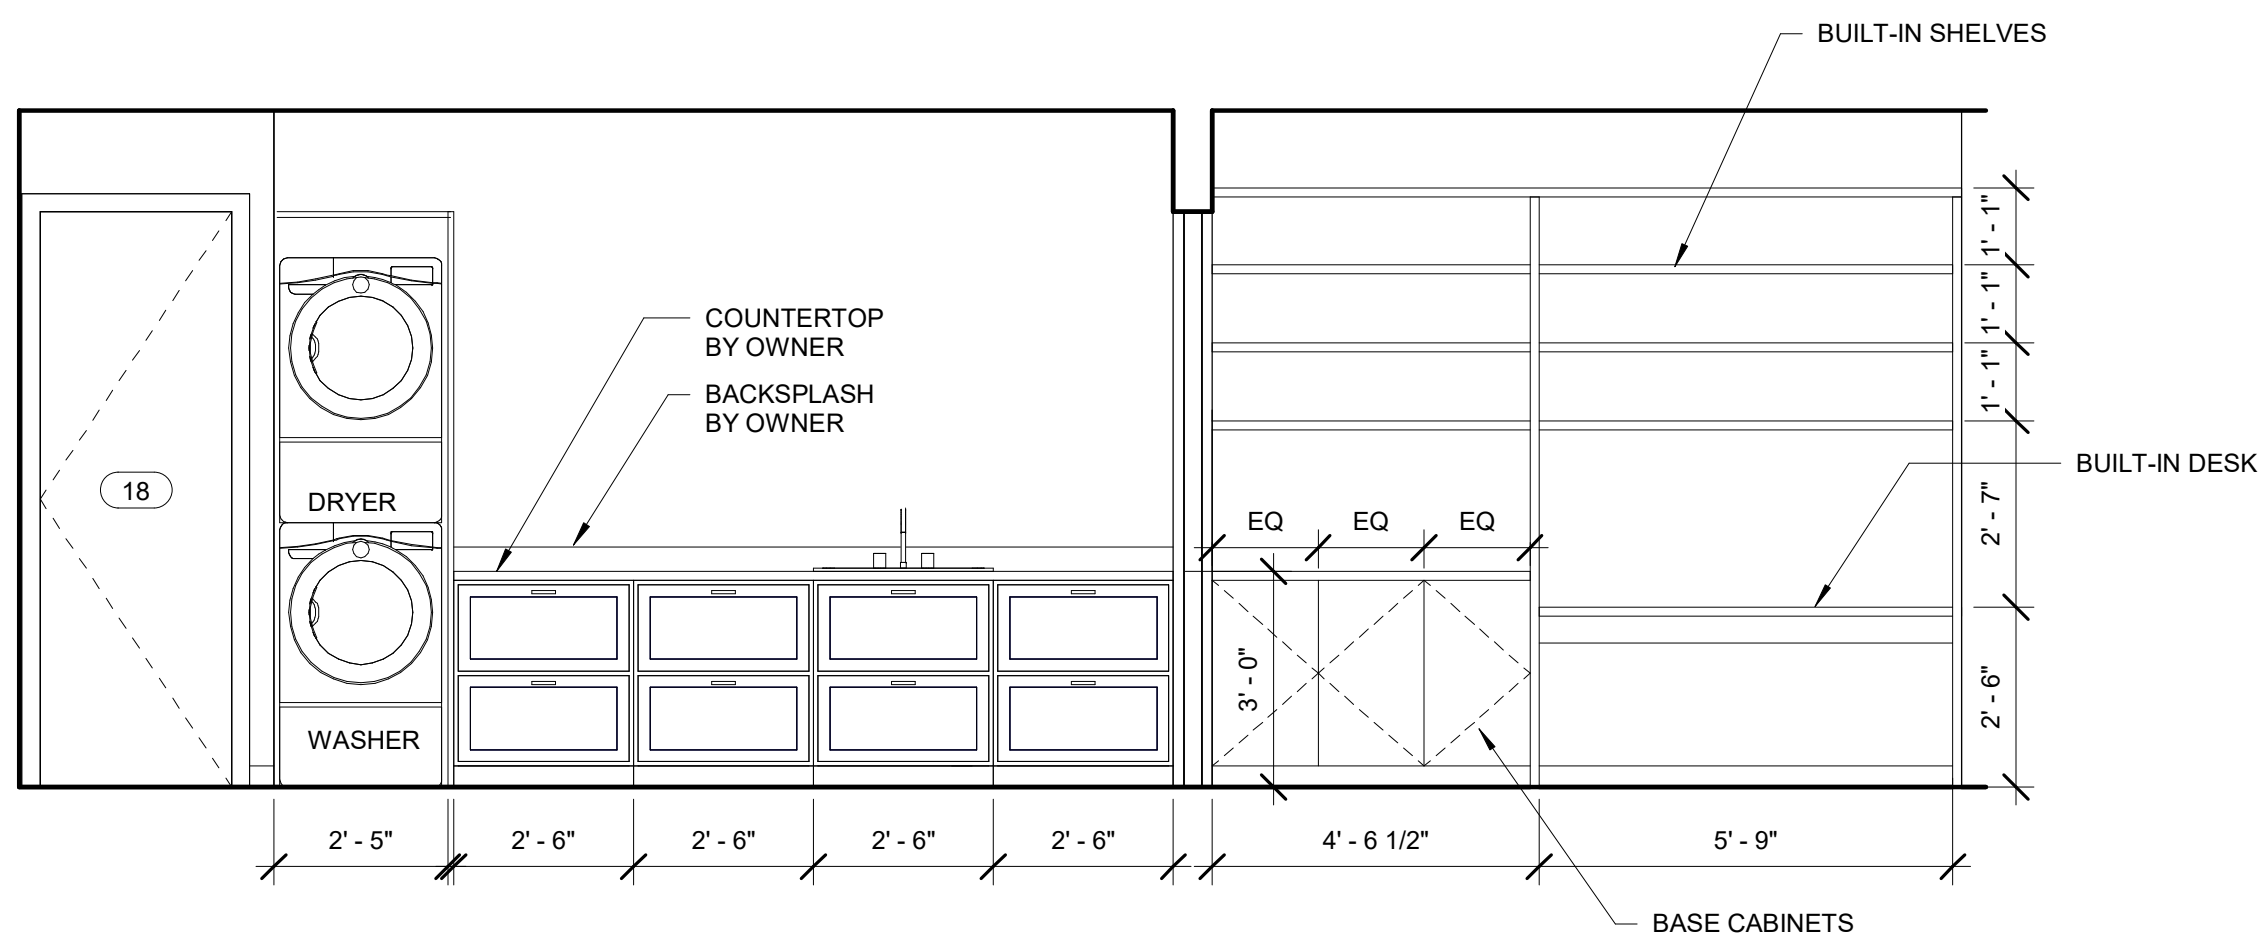 BUILT-IN SHELVES
1' - 1"
1' - 1"
1' - 1"
COUNTERTOP
BY OWNER
BACKSPLASH
BY OWNER
BUILT-IN DESK
18
DRYER
2' - 7"
EQ EQ EQ
3' - 0"
2' - 6"
WASHER
2' - 5" 2' - 6" 2' - 6" 2' - 6" 2' - 6" 4' - 6 1/2" 5' - 9"
BASE CABINETS